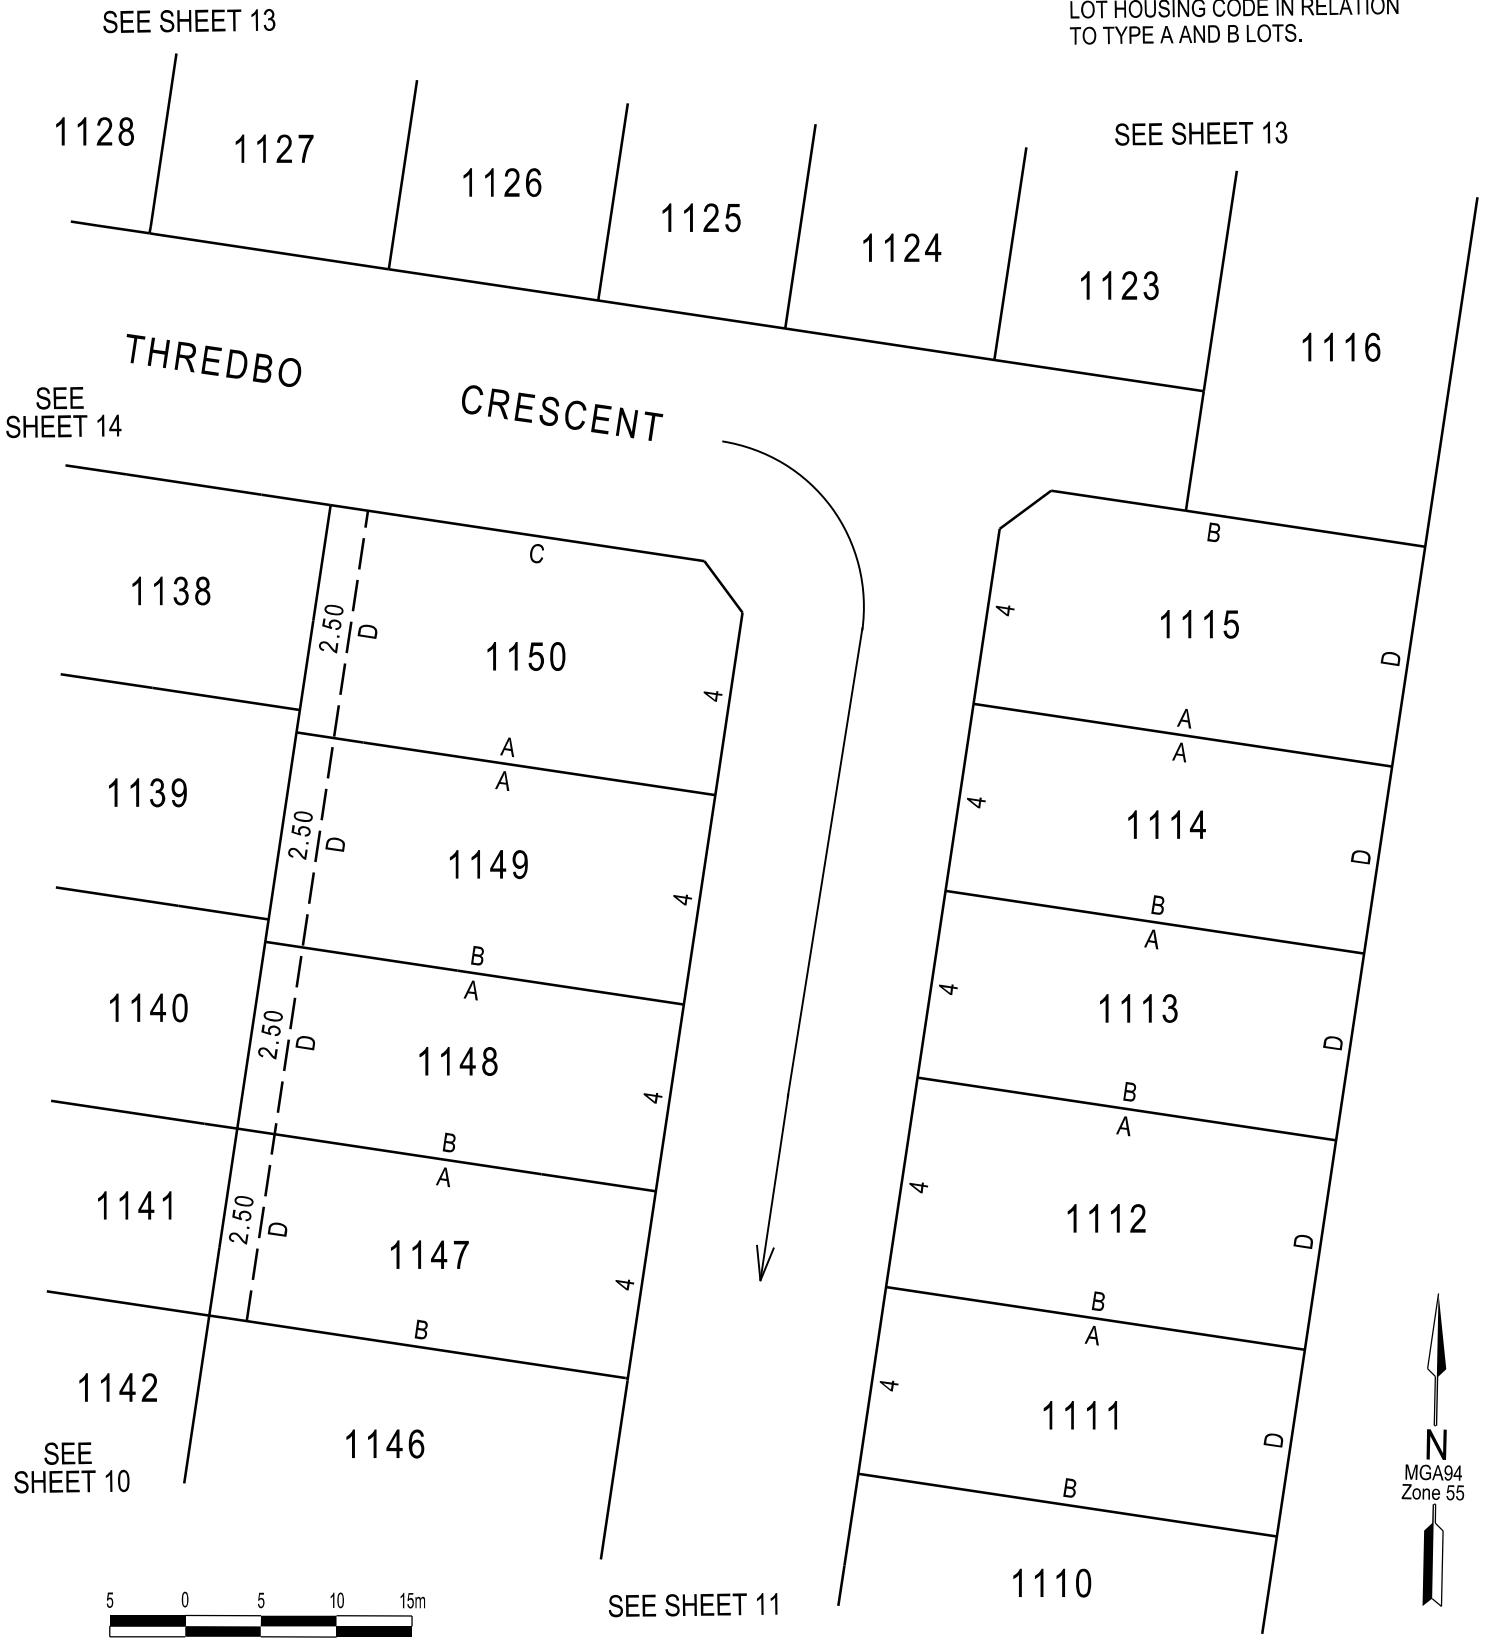 LOT HOUSING CODE IN RELATION
TO TYPE A AND B LOTS.
SEE SHEET 13
SEE SHEET 13
1128
1127
1126
1125
1124
1123
1116
THREDBO CRESCENT
SEE
SHEET 14
C
B
1138
2.50
D
1150
4
4
1115
D
A
A
A
A
1139
2.50
D
1149
4
4
1114
D
B
A
B
A
1140
2.50
D
1148
4
4
1113
D
B
A
B
A
1141
2.50
D
1147
4
4
1112
D
B
B
A
1142
1146
4
1111
D
B
SEE
SHEET 10
N
MGA94
Zone 55
1110
5 0 5 10 15m
SEE SHEET 11